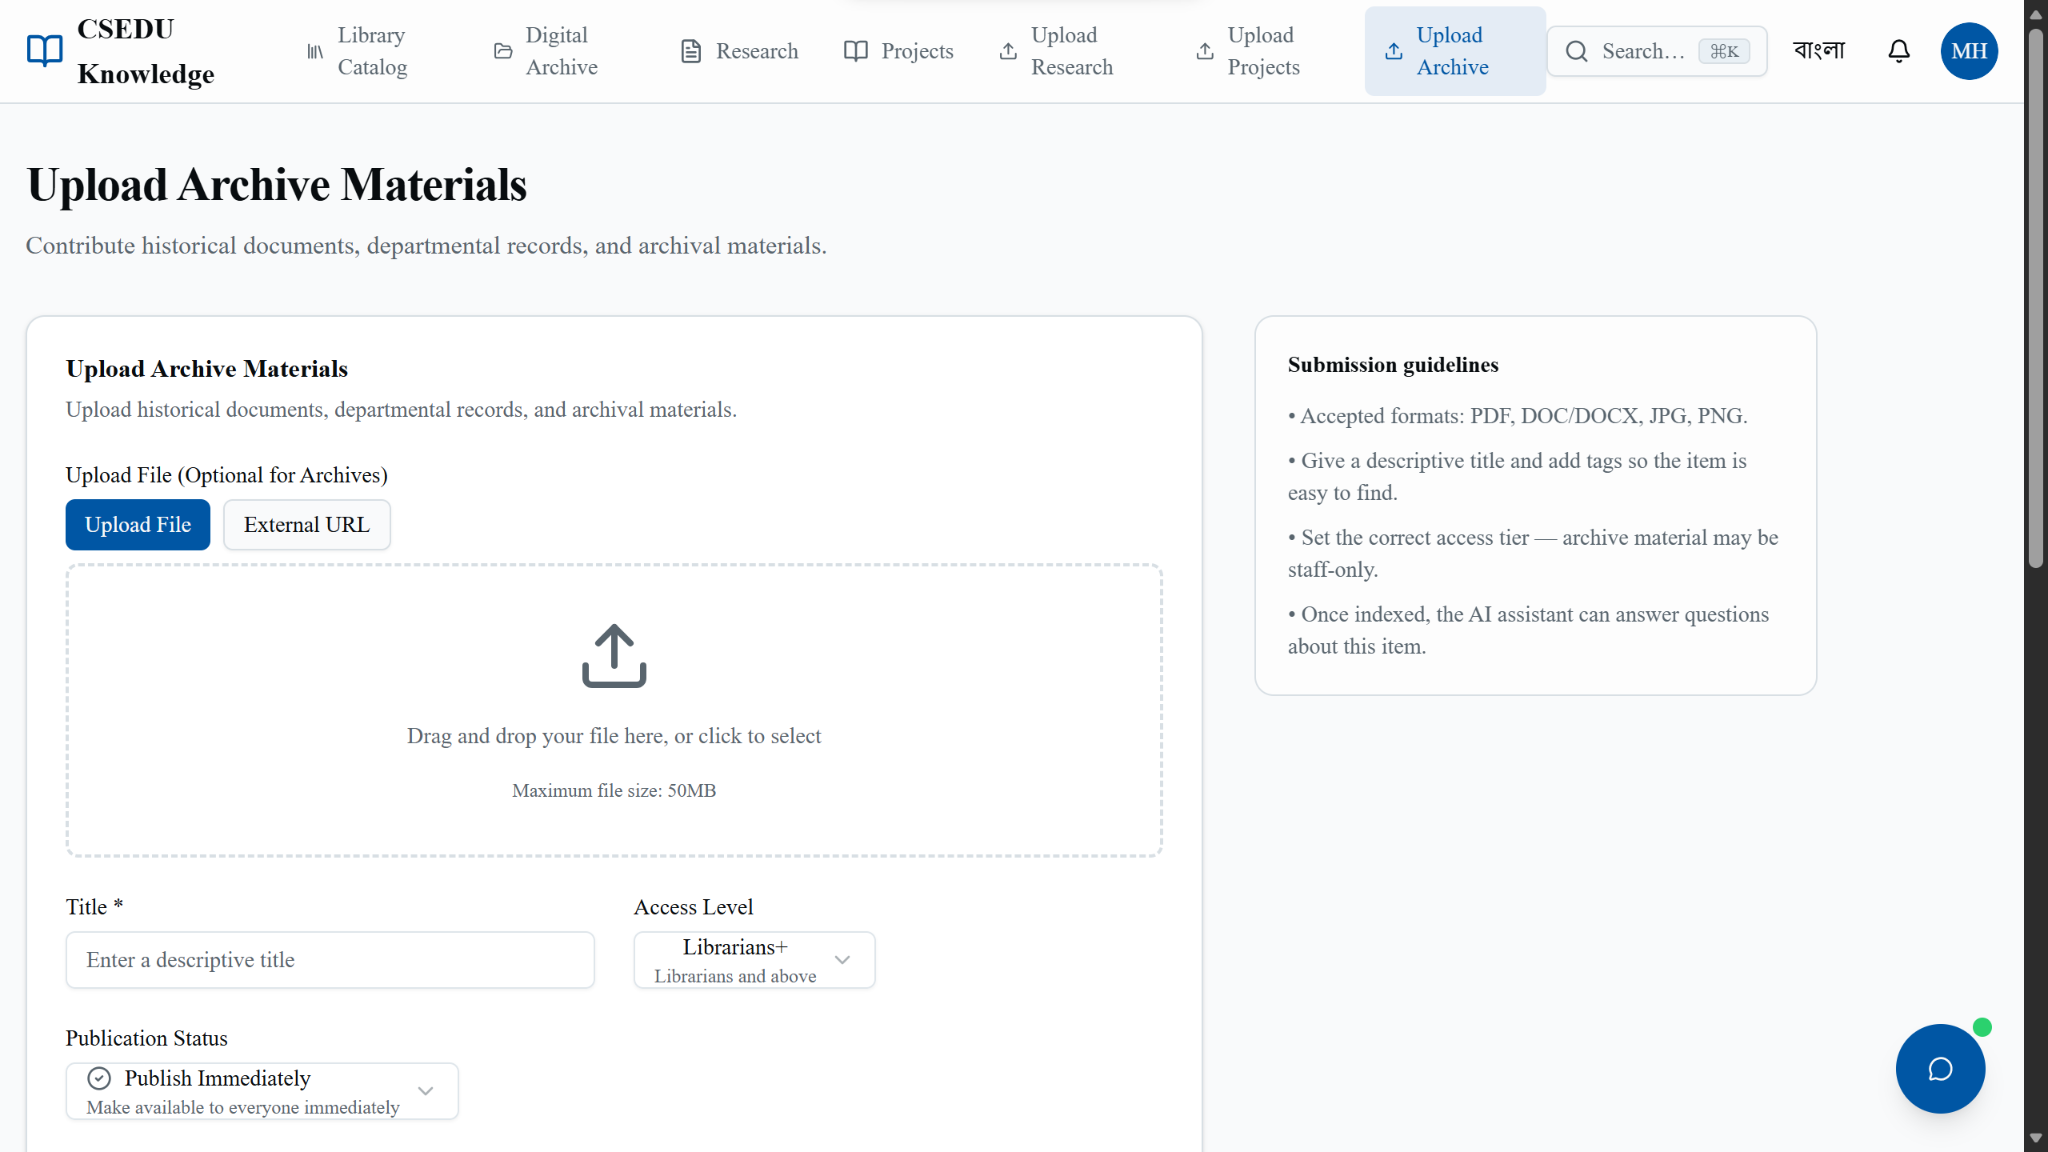 CSEDU
Knowledge
Library
Catalog
Digital
Archive
Research
Projects
Upload
Research
Upload
Projects
Upload
Archive
Search… ⌘K
বাংলা
MH
Upload Archive Materials
Contribute historical documents, departmental records, and archival materials.
Upload Archive Materials
Upload historical documents, departmental records, and archival materials.
Upload File (Optional for Archives)
Upload File
External URL
Drag and drop your file here, or click to select
Maximum file size: 50MB
Title *
Enter a descriptive title
Access Level
Librarians+
Librarians and above
Publication Status
Publish Immediately
Make available to everyone immediately
Submission guidelines
• Accepted formats: PDF, DOC/DOCX, JPG, PNG.
• Give a descriptive title and add tags so the item is
easy to find.
• Set the correct access tier — archive material may be
staff-only.
• Once indexed, the AI assistant can answer questions
about this item.